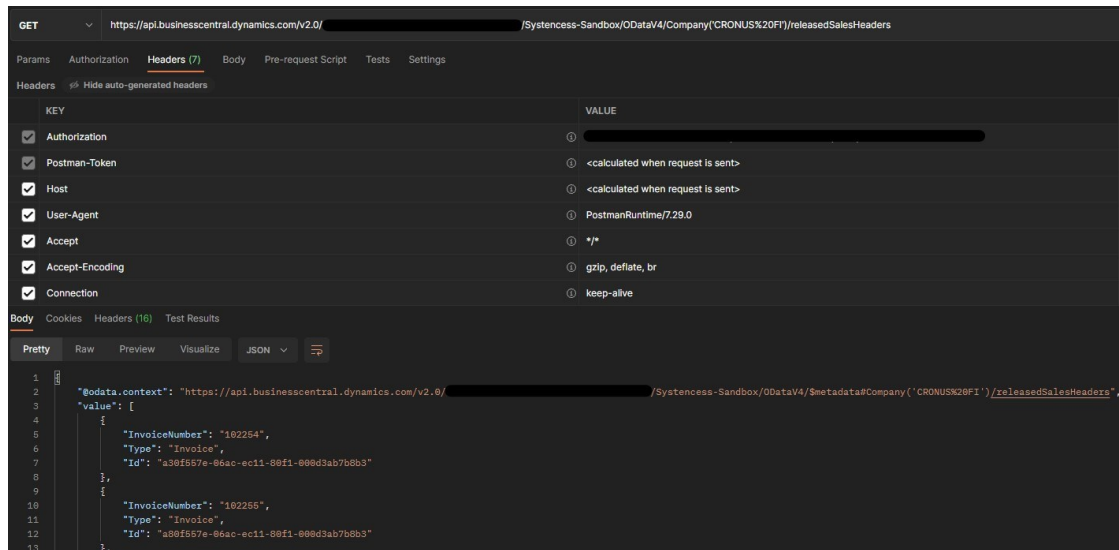 GET https://api.businesscentral.dynamics.com/v2.0/ /Systencess-Sandbox/ODataV4/Company('CRONUS%20FI')/releasedSalesHeaders
Params Authorization Headers (7) Body Pre-request Script Tests Settings
Headers Hide auto-generated headers
KEY VALUE
Authorization
Postman-Token <calculated when request is sent>
Host <calculated when request is sent>
User-Agent PostmanRuntime/7.29.0
Accept */*
Accept-Encoding gzip, deflate, br
Connection keep-alive
Body Cookies Headers (16) Test Results
Pretty Raw Preview Visualize JSON
1 {
2 "@odata.context": "https://api.businesscentral.dynamics.com/v2.0/ /Systencess-Sandbox/ODataV4/$metadata#Company('CRONUS%20FI')/releasedSalesHeaders",
3 "value": [
4 {
5 "InvoiceNumber": "102254",
6 "Type": "Invoice",
7 "Id": "a30f557e-06ac-ec11-80f1-000d3ab7b8b3"
8 },
9 {
10 "InvoiceNumber": "102255",
11 "Type": "Invoice",
12 "Id": "a80f557e-06ac-ec11-80f1-000d3ab7b8b3"
13 },